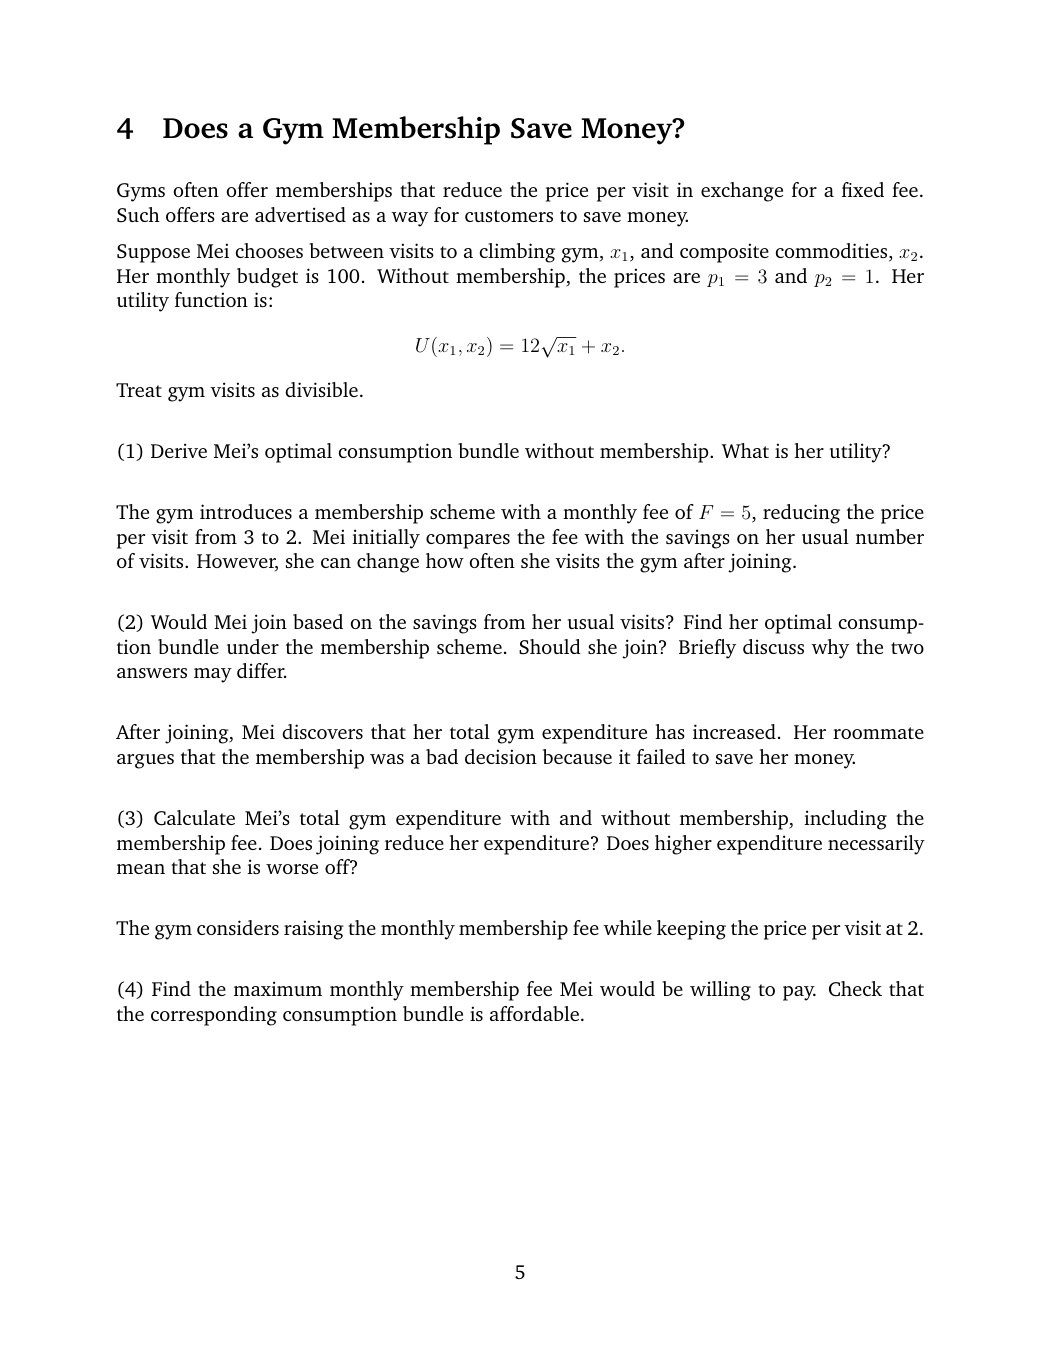 4 Does a Gym Membership Save Money?
Gyms often offer memberships that reduce the price per visit in exchange for a fixed fee.
Such offers are advertised as a way for customers to save money.
Suppose Mei chooses between visits to a climbing gym, x₁, and composite commodities, x₂.
Her monthly budget is 100. Without membership, the prices are p₁ = 3 and p₂ = 1. Her
utility function is:
U(x₁, x₂) = 12√x₁ + x₂.
Treat gym visits as divisible.
(1) Derive Mei’s optimal consumption bundle without membership. What is her utility?
The gym introduces a membership scheme with a monthly fee of F = 5, reducing the price
per visit from 3 to 2. Mei initially compares the fee with the savings on her usual number
of visits. However, she can change how often she visits the gym after joining.
(2) Would Mei join based on the savings from her usual visits? Find her optimal consump-
tion bundle under the membership scheme. Should she join? Briefly discuss why the two
answers may differ.
After joining, Mei discovers that her total gym expenditure has increased. Her roommate
argues that the membership was a bad decision because it failed to save her money.
(3) Calculate Mei’s total gym expenditure with and without membership, including the
membership fee. Does joining reduce her expenditure? Does higher expenditure necessarily
mean that she is worse off?
The gym considers raising the monthly membership fee while keeping the price per visit at 2.
(4) Find the maximum monthly membership fee Mei would be willing to pay. Check that
the corresponding consumption bundle is affordable.
5